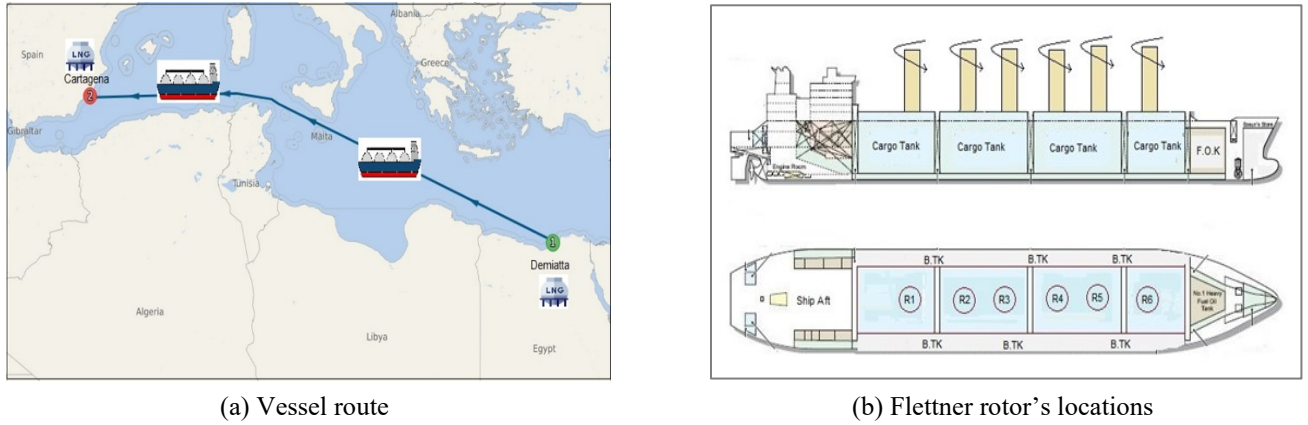 Albania
Spain
LNG
Cartagena
2
Greece
Gibraltar
Malta
Tunisia
1
Demiatta
LNG
Algeria
Libya
Egypt
(a) Vessel route
Engine Room
Cargo Tank
Cargo Tank
Cargo Tank
Cargo Tank
F.O.K
Bosun's Store
B.TK
B.TK
B.TK
Ship Aft
R1
R2
R3
R4
R5
R6
No.1 Heavy
Fuel Oil
Tank
B.TK
B.TK
B.TK
(b) Flettner rotor's locations